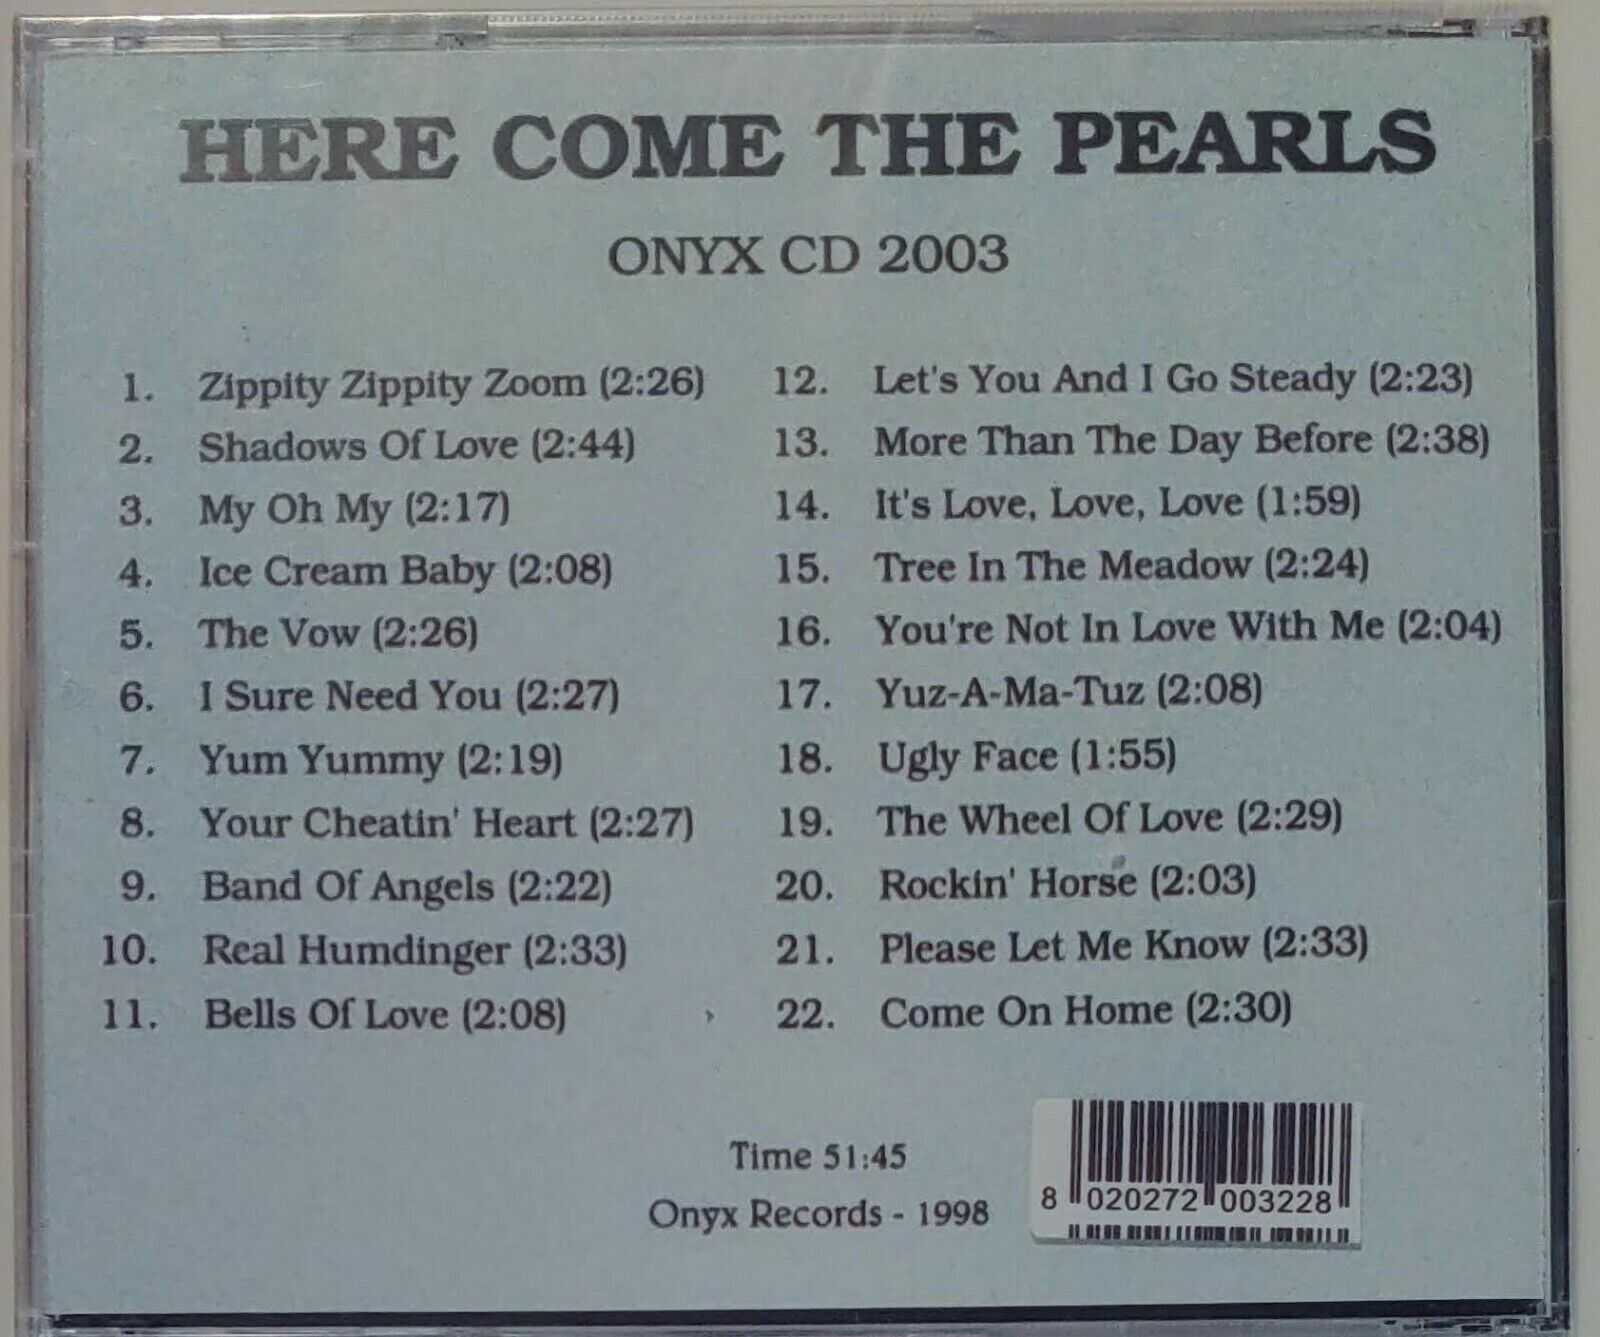 HERE COME THE PEARLS
ONYX CD 2003
1. Zippity Zippity Zoom (2:26)
2. Shadows Of Love (2:44)
3. My Oh My (2:17)
4. Ice Cream Baby (2:08)
5. The Vow (2:26)
6. I Sure Need You (2:27)
7. Yum Yummy (2:19)
8. Your Cheatin' Heart (2:27)
9. Band Of Angels (2:22)
10. Real Humdinger (2:33)
11. Bells Of Love (2:08)
12. Let's You And I Go Steady (2:23)
13. More Than The Day Before (2:38)
14. It's Love, Love, Love (1:59)
15. Tree In The Meadow (2:24)
16. You're Not In Love With Me (2:04)
17. Yuz-A-Ma-Tuz (2:08)
18. Ugly Face (1:55)
19. The Wheel Of Love (2:29)
20. Rockin' Horse (2:03)
21. Please Let Me Know (2:33)
22. Come On Home (2:30)
Time 51:45
Onyx Records - 1998
8 020272 003228